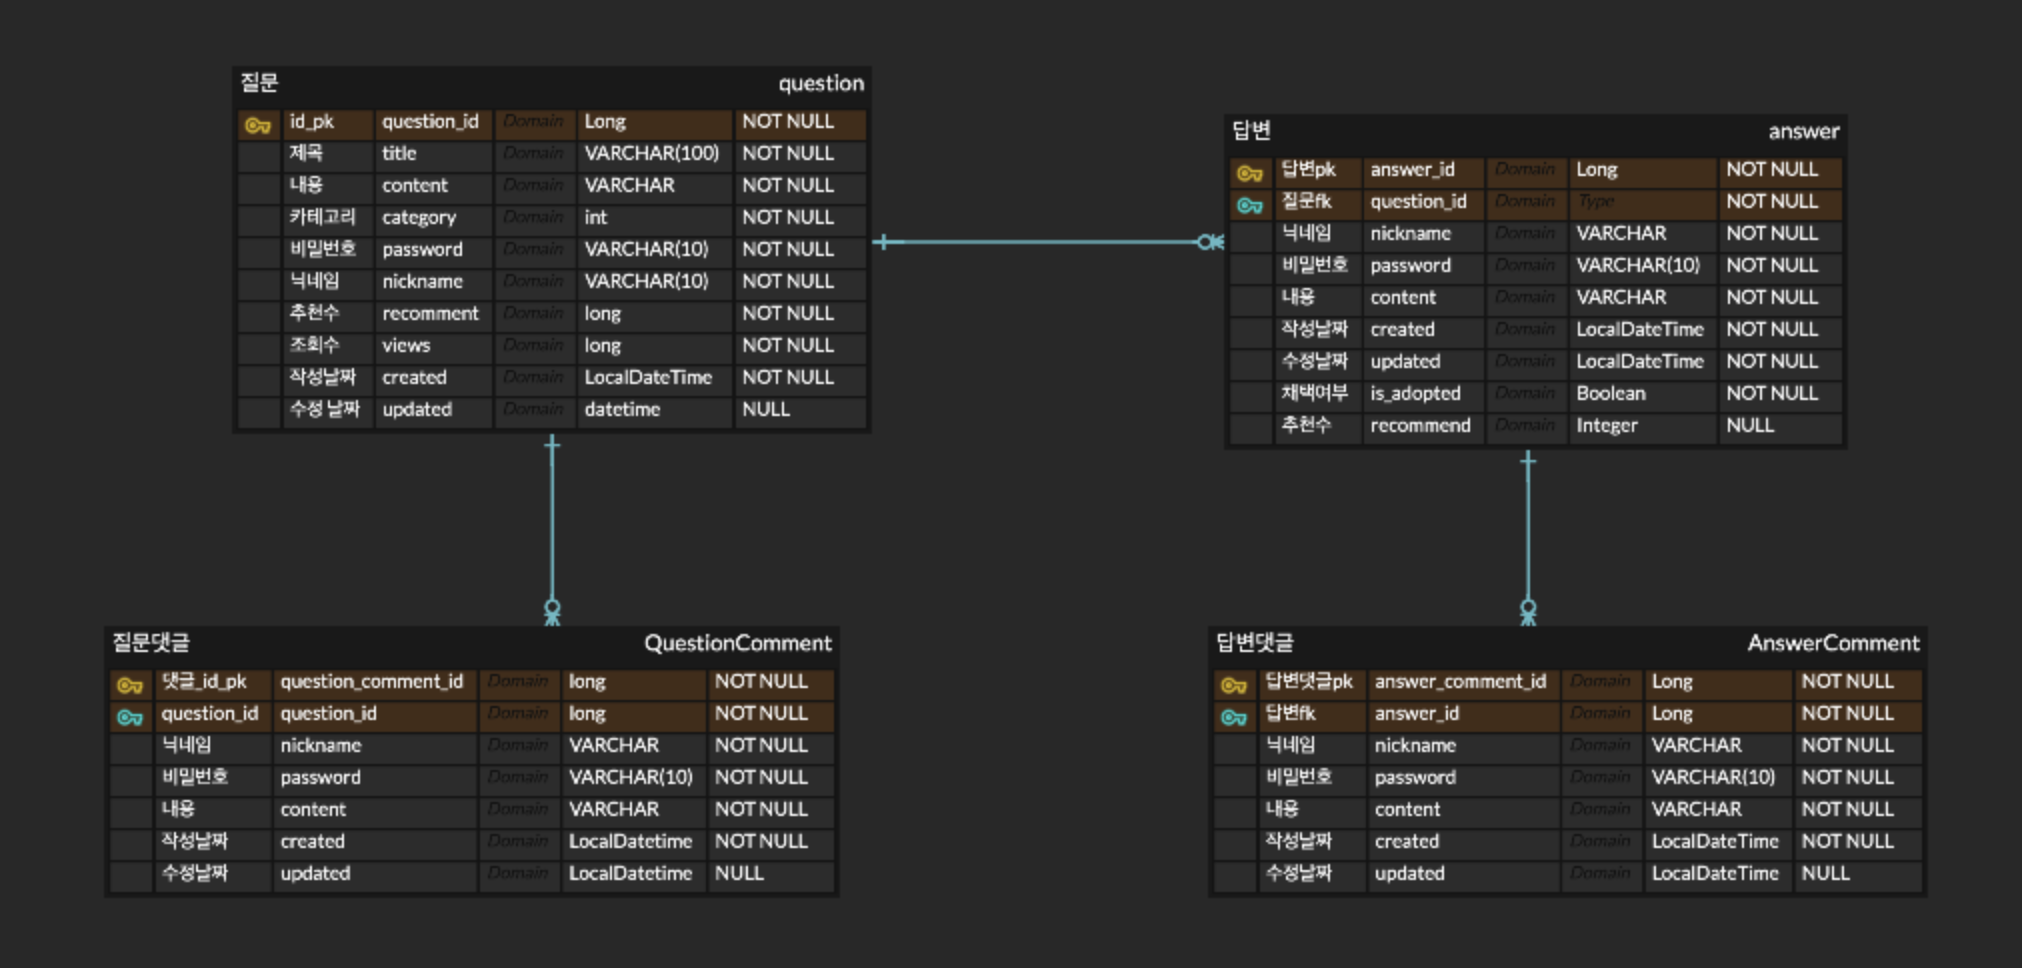 질문 question
id_pk question_id Domain Long NOT NULL
제목 title Domain VARCHAR(100) NOT NULL
내용 content Domain VARCHAR NOT NULL
카테고리 category Domain int NOT NULL
비밀번호 password Domain VARCHAR(10) NOT NULL
닉네임 nickname Domain VARCHAR(10) NOT NULL
추천수 recomment Domain long NOT NULL
조회수 views Domain long NOT NULL
작성날짜 created Domain LocalDateTime NOT NULL
수정 날짜 updated Domain datetime NULL
답변 answer
답변pk answer_id Domain Long NOT NULL
질문fk question_id Domain Type NOT NULL
닉네임 nickname Domain VARCHAR NOT NULL
비밀번호 password Domain VARCHAR(10) NOT NULL
내용 content Domain VARCHAR NOT NULL
작성날짜 created Domain LocalDateTime NOT NULL
수정날짜 updated Domain LocalDateTime NOT NULL
채택여부 is_adopted Domain Boolean NOT NULL
추천수 recommend Domain Integer NULL
질문댓글 QuestionComment
댓글_id_pk question_comment_id Domain long NOT NULL
question_id question_id Domain long NOT NULL
닉네임 nickname Domain VARCHAR NOT NULL
비밀번호 password Domain VARCHAR(10) NOT NULL
내용 content Domain VARCHAR NOT NULL
작성날짜 created Domain LocalDatetime NOT NULL
수정날짜 updated Domain LocalDatetime NULL
답변댓글 AnswerComment
답변댓글pk answer_comment_id Domain Long NOT NULL
답변fk answer_id Domain Long NOT NULL
닉네임 nickname Domain VARCHAR NOT NULL
비밀번호 password Domain VARCHAR(10) NOT NULL
내용 content Domain VARCHAR NOT NULL
작성날짜 created Domain LocalDateTime NOT NULL
수정날짜 updated Domain LocalDateTime NULL